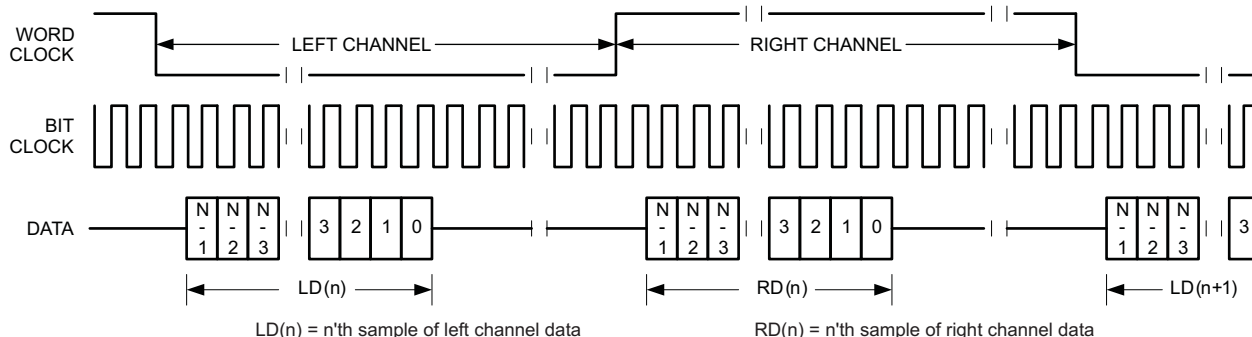 WORD
CLOCK
LEFT CHANNEL
RIGHT CHANNEL
BIT
CLOCK
DATA
N
-
1
N
-
2
N
-
3
3
2
1
0
N
-
1
N
-
2
N
-
3
3
2
1
0
N
-
1
N
-
2
N
-
3
3
LD(n)
RD(n)
LD(n+1)
LD(n) = n'th sample of left channel data
RD(n) = n'th sample of right channel data